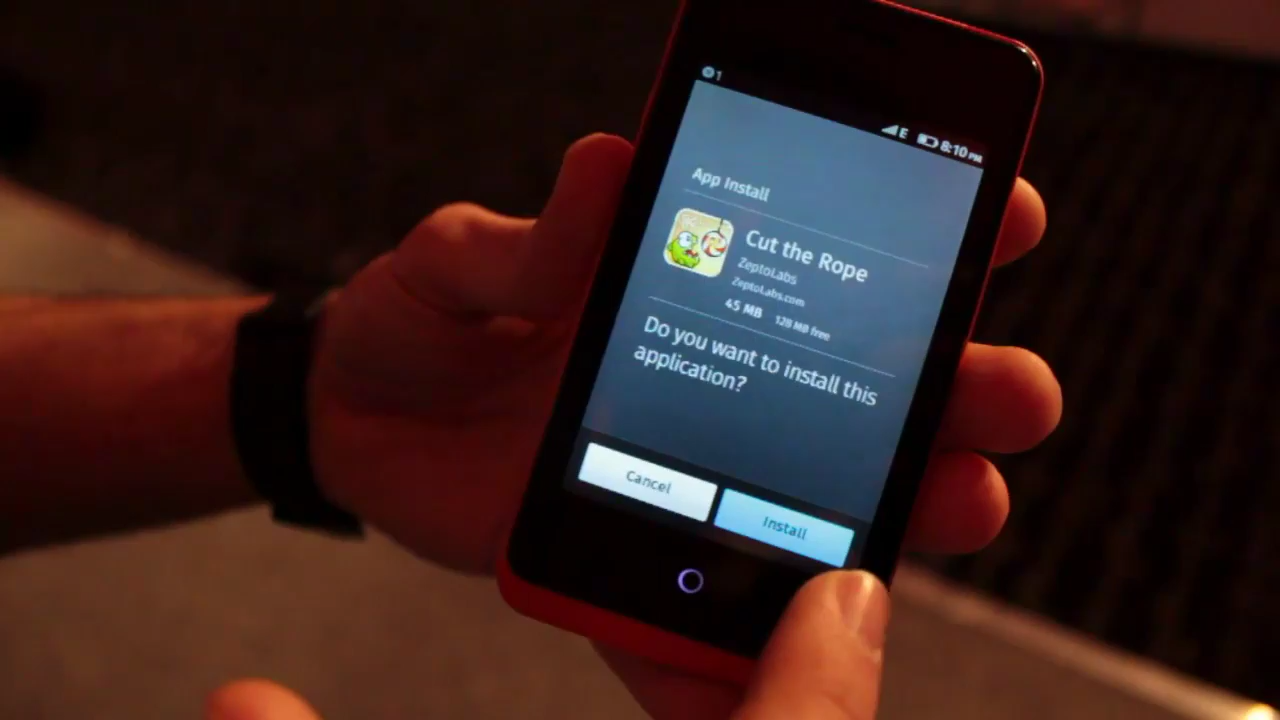 1
E 8:10 PM
App Install
Cut the Rope
ZeptoLabs
ZeptoLabs.com
45 MB 128 MB free
Do you want to install this
application?
Cancel Install